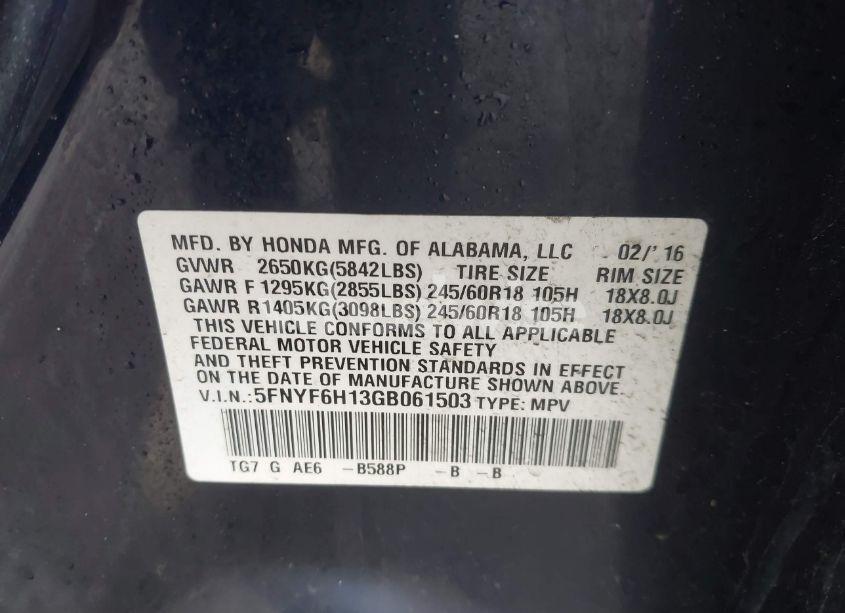 MFD. BY HONDA MFG. OF ALABAMA, LLC 02/'16
GVWR 2650KG(5842LBS) TIRE SIZE RIM SIZE
GAWR F 1295KG(2855LBS) 245/60R18 105H 18X8.0J
GAWR R1405KG(3098LBS) 245/60R18 105H 18X8.0J
THIS VEHICLE CONFORMS TO ALL APPLICABLE
FEDERAL MOTOR VEHICLE SAFETY
AND THEFT PREVENTION STANDARDS IN EFFECT
ON THE DATE OF MANUFACTURE SHOWN ABOVE.
V.I.N.:5FNYF6H13GB061503 TYPE: MPV
TG7 G AE6 -B588P -B -B